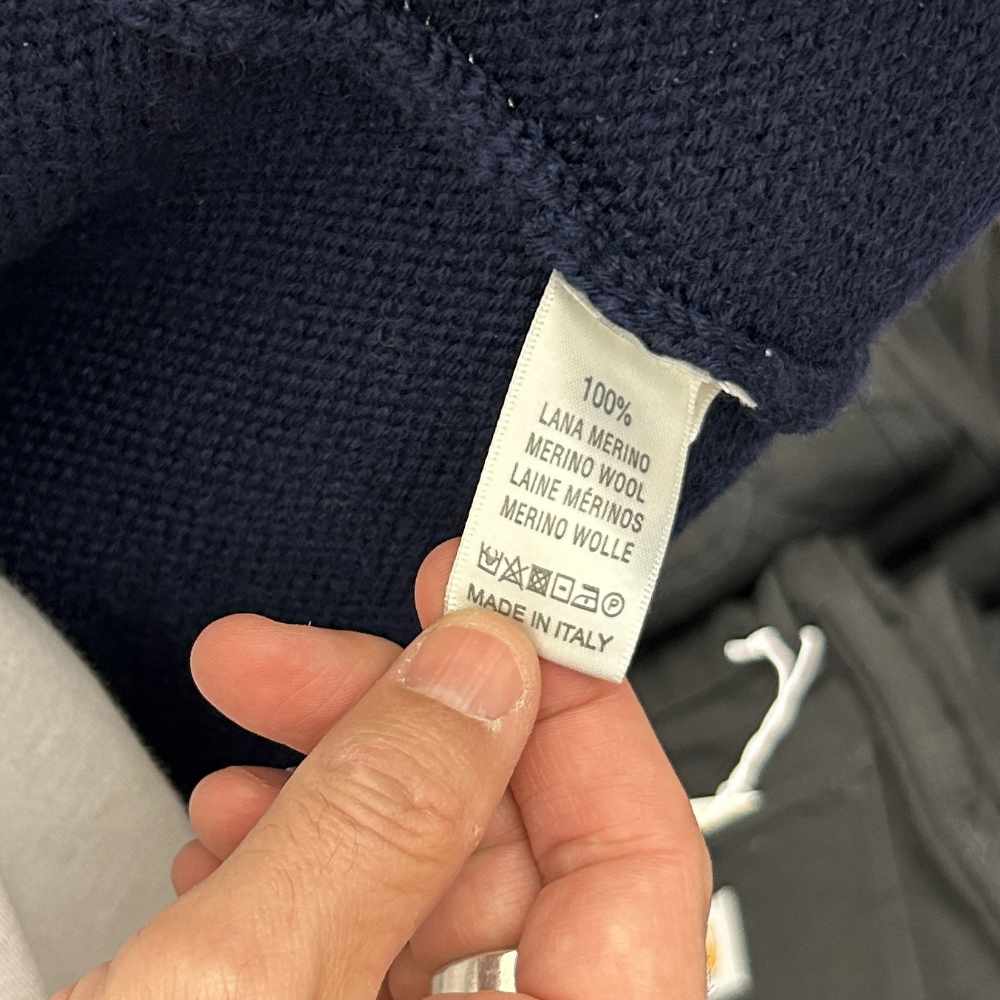 100%
LANA MERINO
MERINO WOOL
LAINE MÉRINOS
MERINO WOLLE
P
MADE IN ITALY